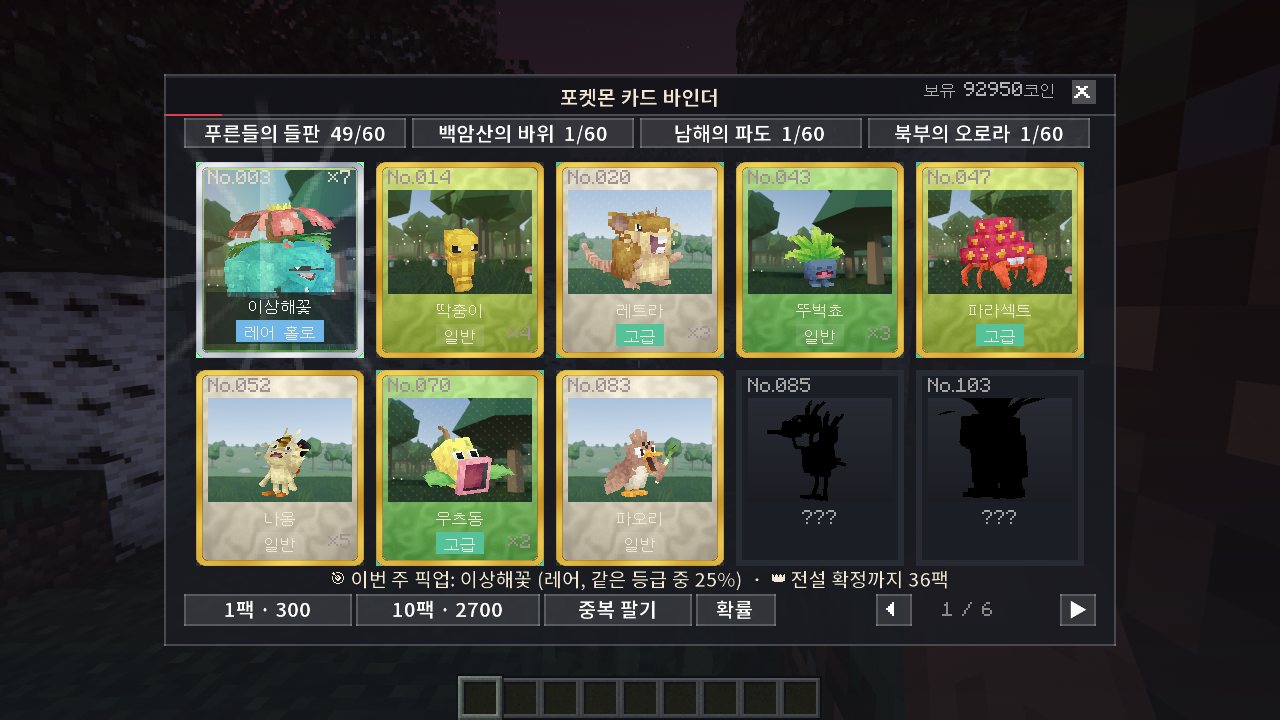 포켓몬 카드 바인더
보유 92950코인
푸른들의 들판 49/60
백암산의 바위 1/60
남해의 파도 1/60
북부의 오로라 1/60
No.003 x7
이상해꽃
레어 홀로
No.014
딱충이
일반 x4
No.020
레트라
고급 x3
No.043
뚜벅쵸
일반 x3
No.047
파라섹트
고급
No.052
나옹
일반 x5
No.070
우츠동
고급 x2
No.083
파오리
일반
No.085
???
No.103
???
이번 주 픽업: 이상해꽃 (레어, 같은 등급 중 25%) · 전설 확정까지 36팩
1팩 · 300
10팩 · 2700
중복 팔기
확률
1 / 6